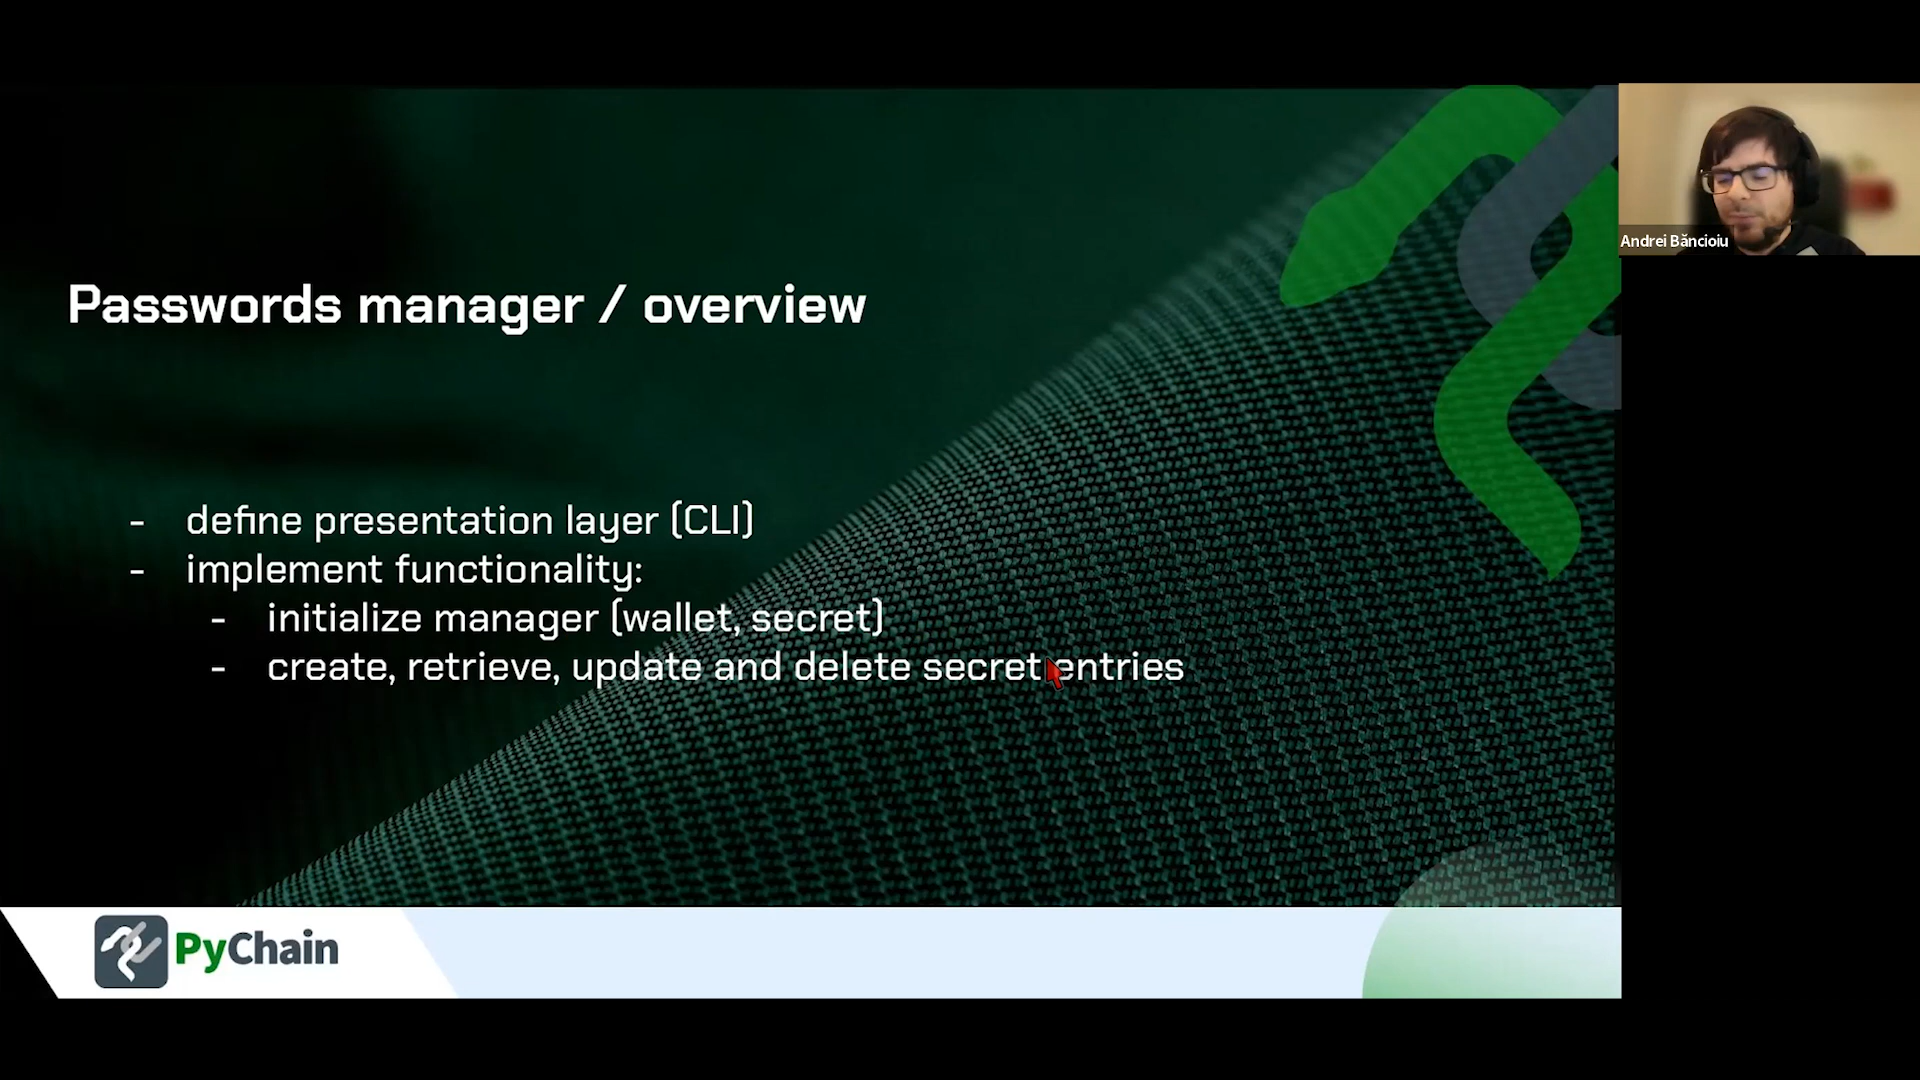 Passwords manager / overview
Andrei Băncioiu
- define presentation layer (CLI)
- implement functionality:
- initialize manager (wallet, secret)
- create, retrieve, update and delete secret entries
PyChain